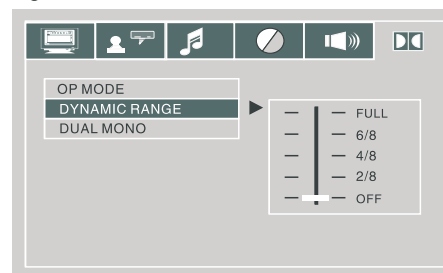 OP MODE
DYNAMIC RANGE
DUAL MONO
FULL
6/8
4/8
2/8
OFF